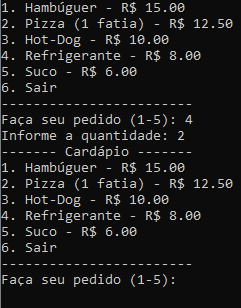 1. Hambúguer - R$ 15.00
2. Pizza (1 fatia) - R$ 12.50
3. Hot-Dog - R$ 10.00
4. Refrigerante - R$ 8.00
5. Suco - R$ 6.00
6. Sair
------------------------
Faça seu pedido (1-5): 4
Informe a quantidade: 2
------- Cardápio -------
1. Hambúguer - R$ 15.00
2. Pizza (1 fatia) - R$ 12.50
3. Hot-Dog - R$ 10.00
4. Refrigerante - R$ 8.00
5. Suco - R$ 6.00
6. Sair
------------------------
Faça seu pedido (1-5):